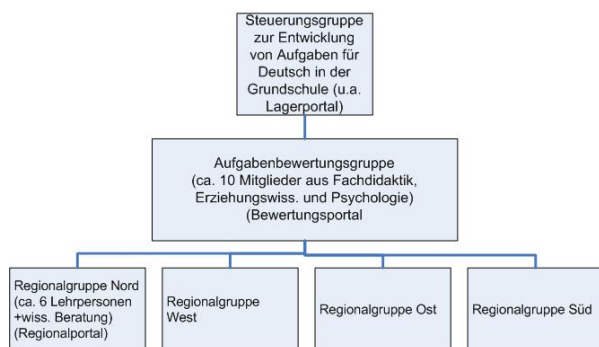 Steuerungsgruppe
zur Entwicklung
von Aufgaben für
Deutsch in der
Grundschule (u.a.
Lagerportal)
Aufgabenbewertungsgruppe
(ca. 10 Mitglieder aus Fachdidaktik,
Erziehungswiss. und Psychologie)
(Bewertungsportal
Regionalgruppe Nord
(ca. 6 Lehrpersonen
+wiss. Beratung)
(Regionalportal)
Regionalgruppe
West
Regionalgruppe Ost
Regionalgruppe Süd